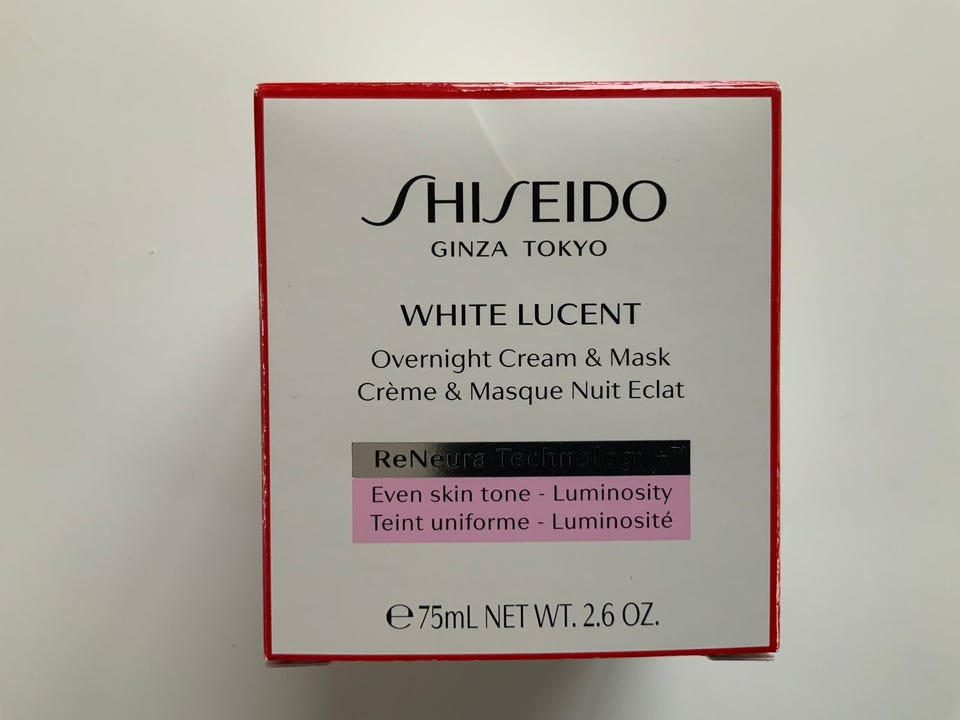 SHISEIDO
GINZA TOKYO
WHITE LUCENT
Overnight Cream & Mask
Crème & Masque Nuit Eclat
ReNeura Technology+™
Even skin tone - Luminosity
Teint uniforme - Luminosité
℮75mL NET WT. 2.6 OZ.